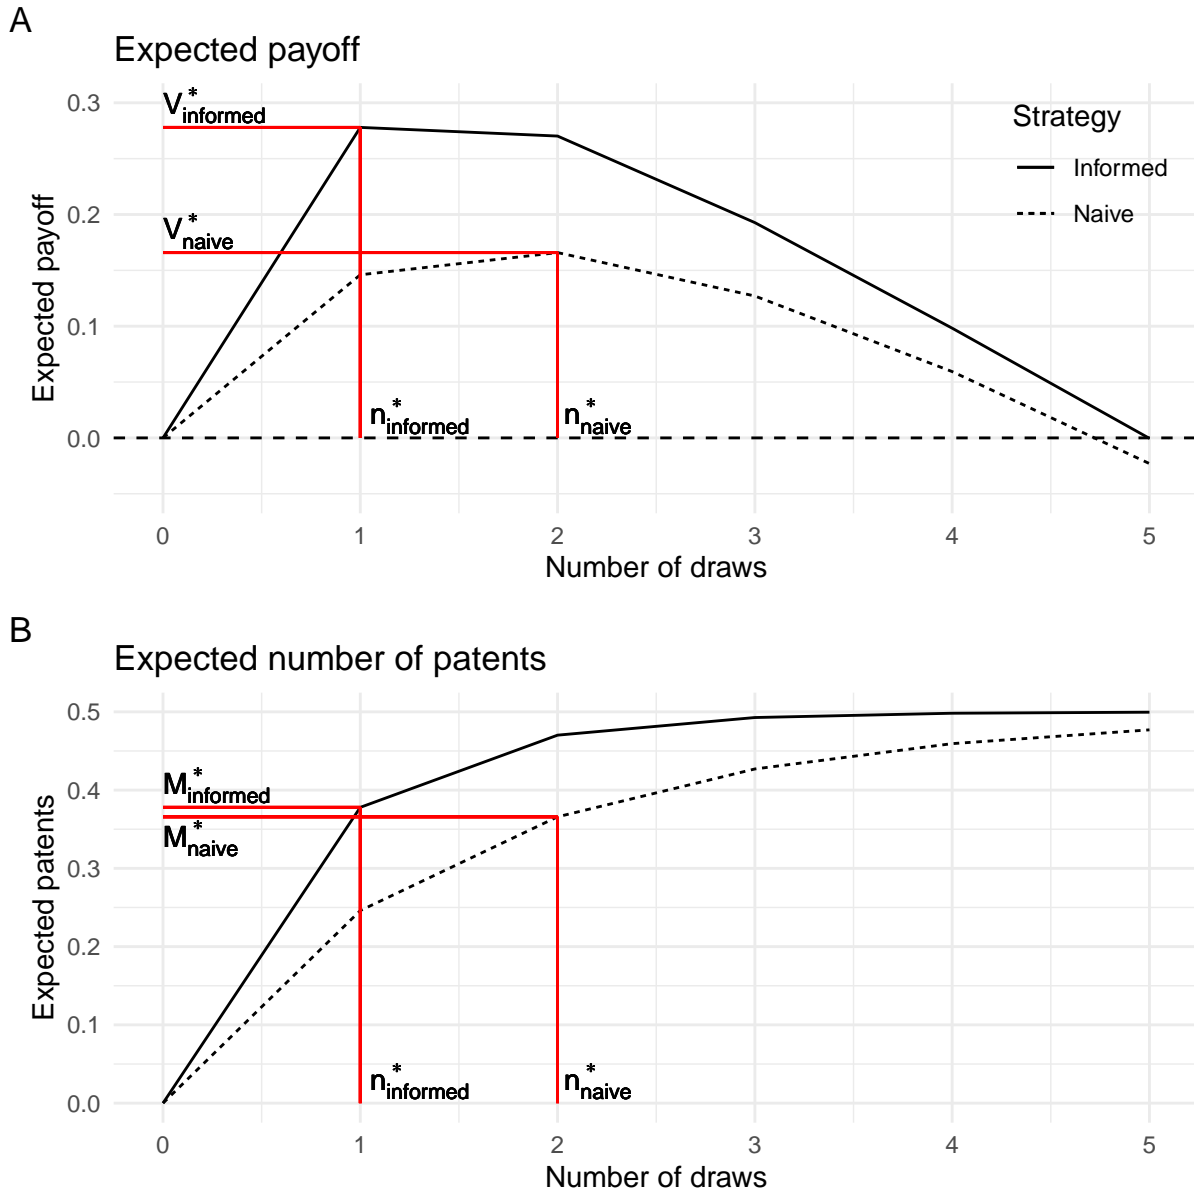 A
Expected payoff
Expected payoff
0.3
0.2
0.1
0.0
V*informed
V*naive
n*informed
n*naive
Strategy
Informed
Naive
0 1 2 3 4 5
Number of draws
B
Expected number of patents
Expected patents
0.5
0.4
0.3
0.2
0.1
0.0
M*informed
M*naive
n*informed
n*naive
0 1 2 3 4 5
Number of draws